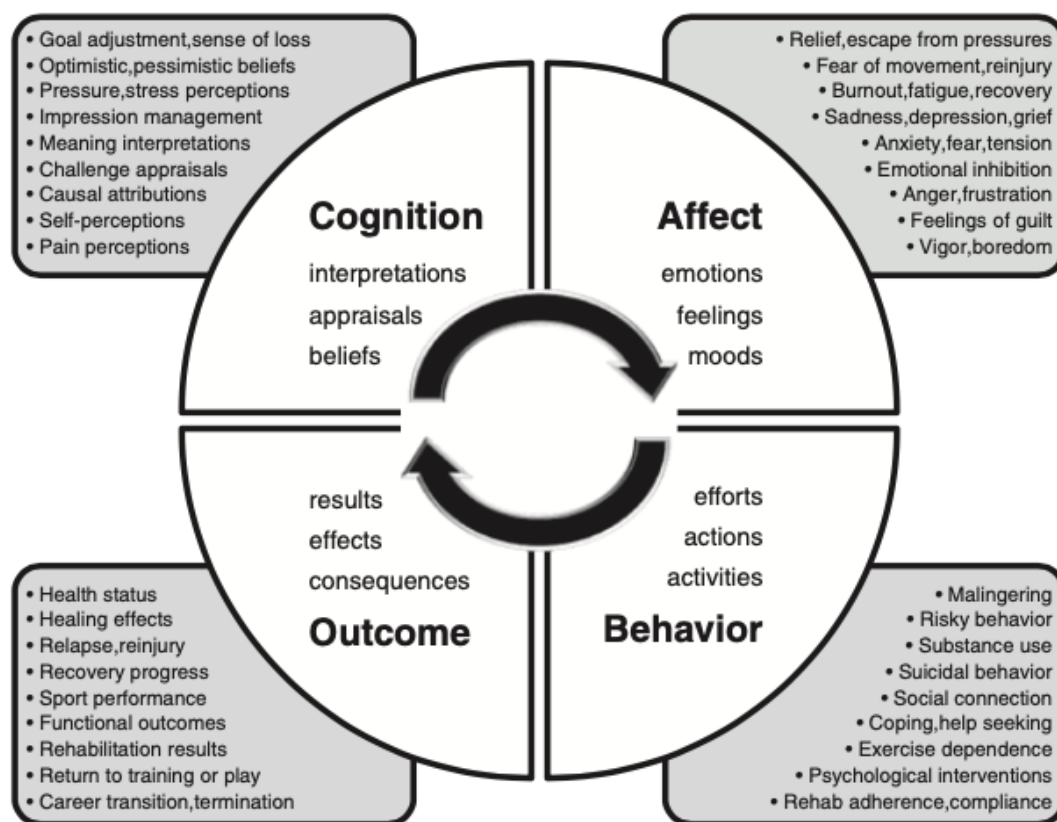 • Goal adjustment,sense of loss
• Optimistic,pessimistic beliefs
• Pressure,stress perceptions
• Impression management
• Meaning interpretations
• Challenge appraisals
• Causal attributions
• Self-perceptions
• Pain perceptions
• Relief,escape from pressures
• Fear of movement,reinjury
• Burnout,fatigue,recovery
• Sadness,depression,grief
• Anxiety,fear,tension
• Emotional inhibition
• Anger,frustration
• Feelings of guilt
• Vigor,boredom
Cognition
interpretations
appraisals
beliefs
Affect
emotions
feelings
moods
results
effects
consequences
Outcome
efforts
actions
activities
Behavior
• Health status
• Healing effects
• Relapse,reinjury
• Recovery progress
• Sport performance
• Functional outcomes
• Rehabilitation results
• Return to training or play
• Career transition,termination
• Malingering
• Risky behavior
• Substance use
• Suicidal behavior
• Social connection
• Coping,help seeking
• Exercise dependence
• Psychological interventions
• Rehab adherence,compliance